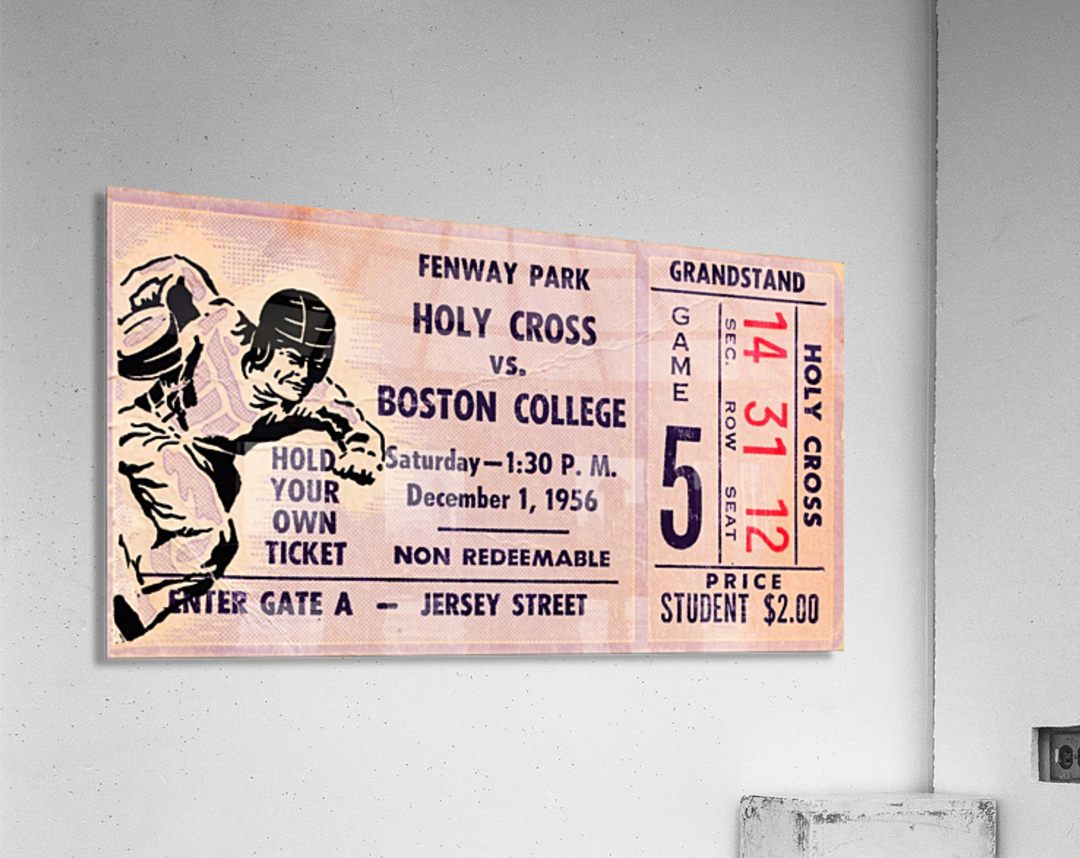 FENWAY PARK
HOLY CROSS
VS.
BOSTON COLLEGE
Saturday—1:30 P. M.
December 1, 1956
NON REDEEMABLE
HOLD
YOUR
OWN
TICKET
ENTER GATE A — JERSEY STREET
GRANDSTAND
GAME
5
SEC. 14
ROW 31
SEAT 12
HOLY CROSS
PRICE
STUDENT $2.00